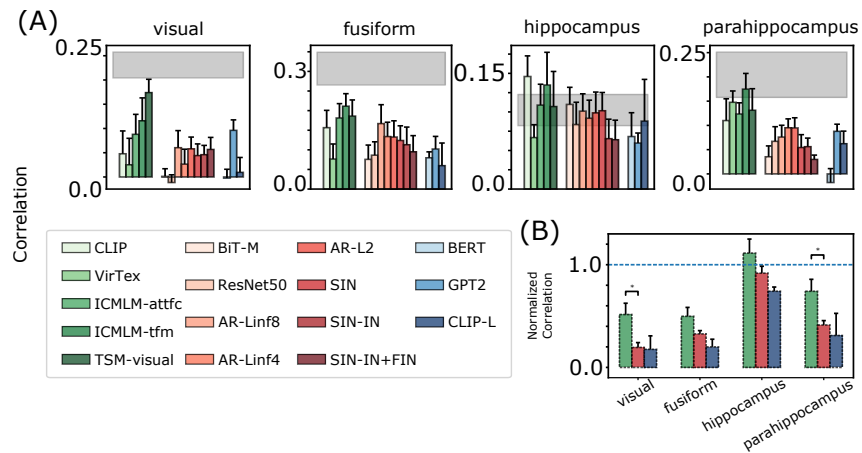 (A)
visual
fusiform
hippocampus
parahippocampus
0.25
0.0
0.3
0.0
0.15
0.00
0.25
0.00
Correlation
CLIP
VirTex
ICMLM-attfc
ICMLM-tfm
TSM-visual
BiT-M
ResNet50
AR-Linf8
AR-Linf4
AR-L2
SIN
SIN-IN
SIN-IN+FIN
BERT
GPT2
CLIP-L
(B)
Normalized
Correlation
1.0
0.0
*
*
visual
fusiform
hippocampus
parahippocampus